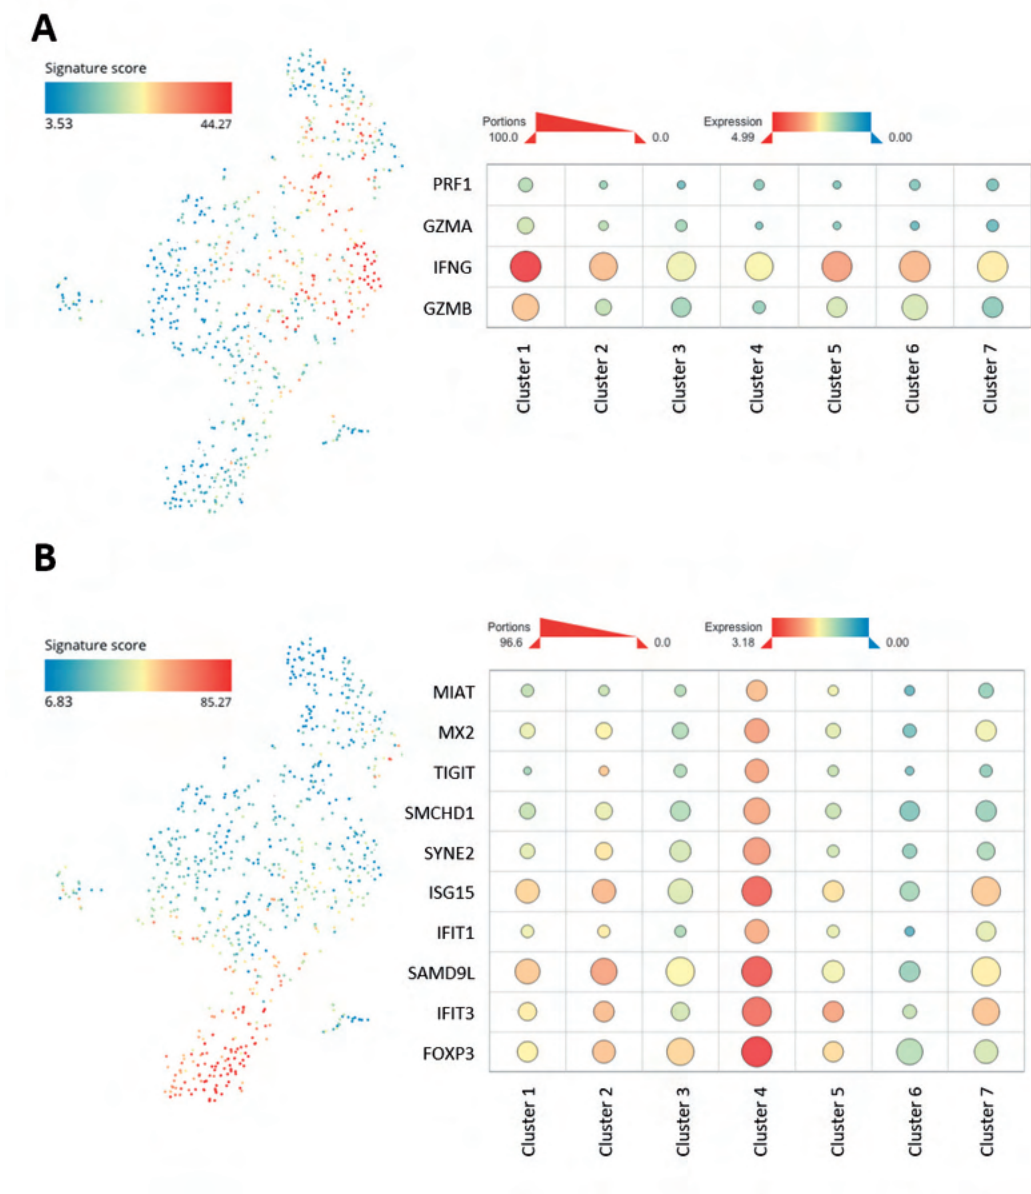 A
Signature score
3.53 44.27
Portions
100.0 0.0
Expression
4.99 0.00
PRF1
GZMA
IFNG
GZMB
Cluster 1
Cluster 2
Cluster 3
Cluster 4
Cluster 5
Cluster 6
Cluster 7
B
Signature score
6.83 85.27
Portions
96.6 0.0
Expression
3.18 0.00
MIAT
MX2
TIGIT
SMCHD1
SYNE2
ISG15
IFIT1
SAMD9L
IFIT3
FOXP3
Cluster 1
Cluster 2
Cluster 3
Cluster 4
Cluster 5
Cluster 6
Cluster 7